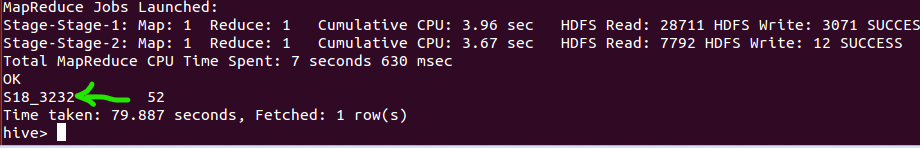 MapReduce Jobs Launched:
Stage-Stage-1: Map: 1  Reduce: 1   Cumulative CPU: 3.96 sec   HDFS Read: 28711 HDFS Write: 3071 SUCCES
Stage-Stage-2: Map: 1  Reduce: 1   Cumulative CPU: 3.67 sec   HDFS Read: 7792 HDFS Write: 12 SUCCESS
Total MapReduce CPU Time Spent: 7 seconds 630 msec
OK
S18_3232        52
Time taken: 79.887 seconds, Fetched: 1 row(s)
hive>